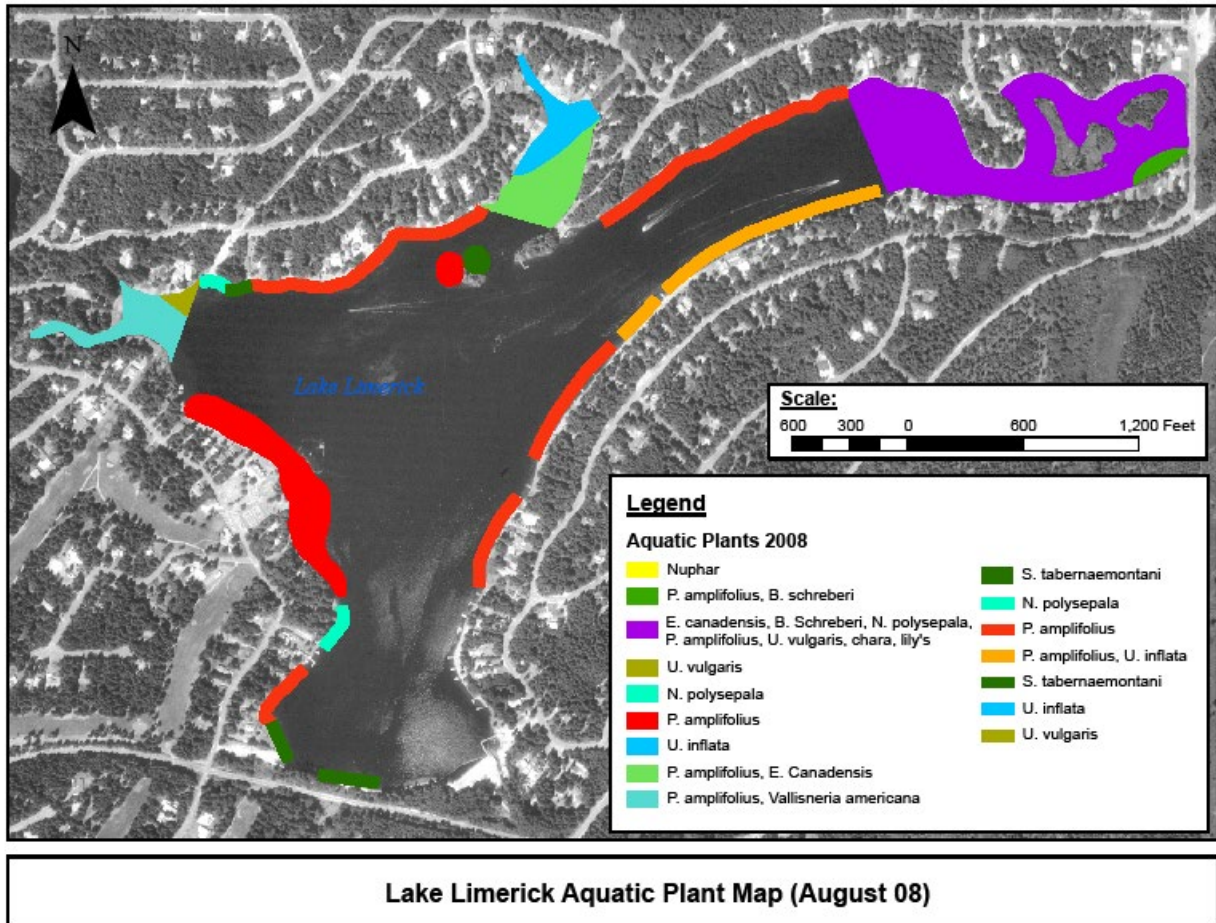 N
Lake Limerick
Scale:
600 300 0 600 1,200 Feet
Legend
Aquatic Plants 2008
Nuphar
P. amplifolius, B. schreberi
E. canadensis, B. Schreberi, N. polysepala,
P. amplifolius, U. vulgaris, chara, lily's
U. vulgaris
N. polysepala
P. amplifolius
U. inflata
P. amplifolius, E. Canadensis
P. amplifolius, Vallisneria americana
S. tabernaemontani
N. polysepala
P. amplifolius
P. amplifolius, U. inflata
S. tabernaemontani
U. inflata
U. vulgaris
Lake Limerick Aquatic Plant Map (August 08)